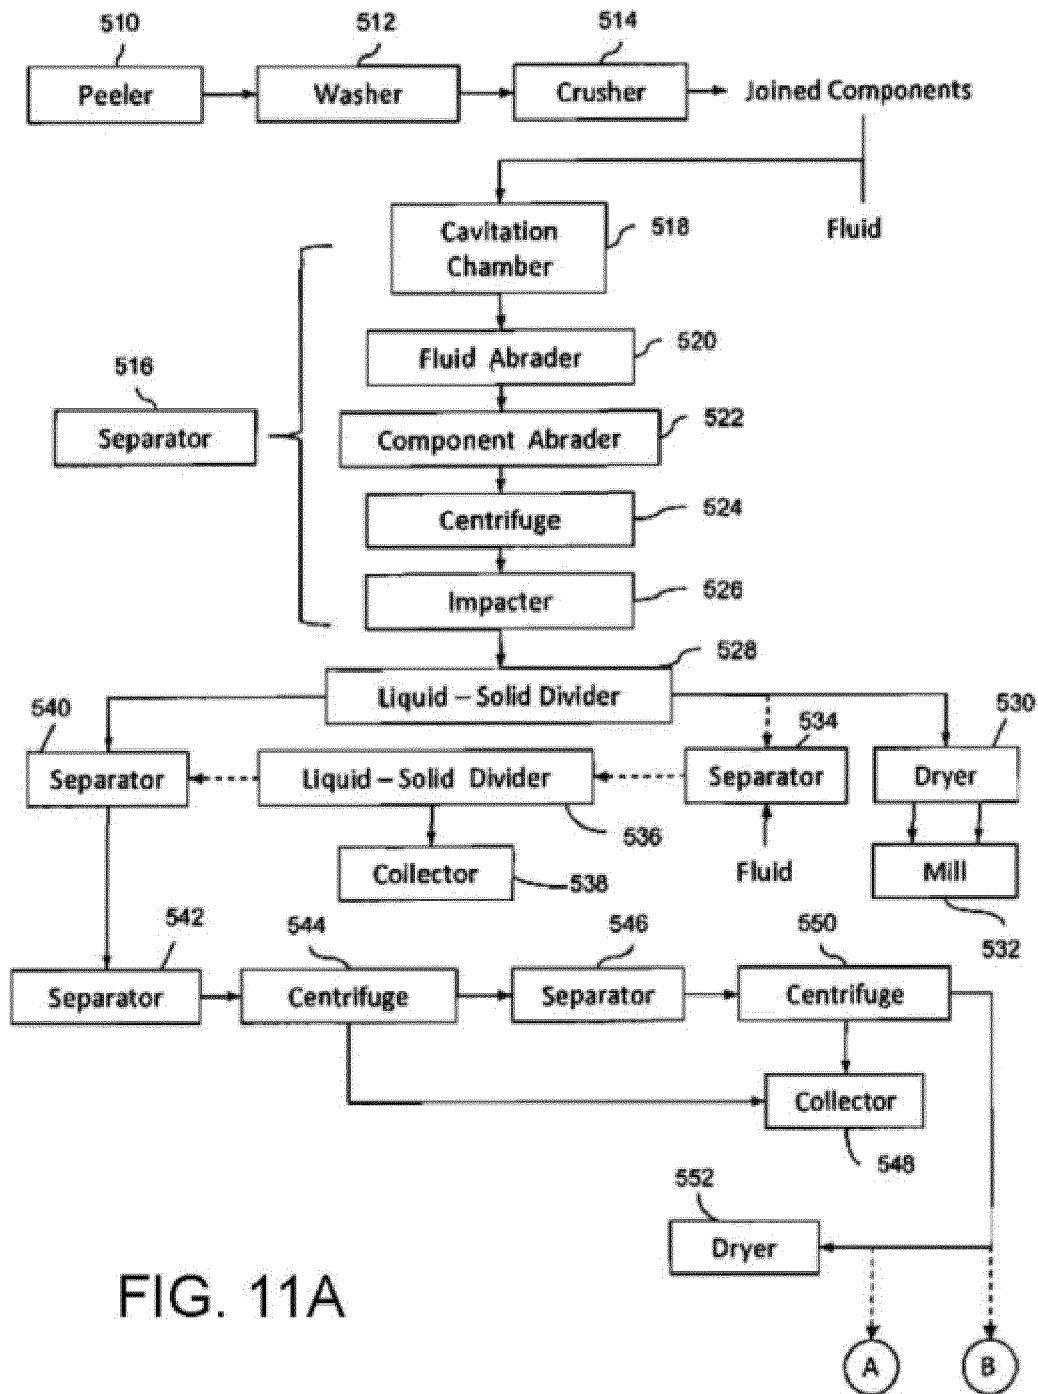 510
512
514
Peeler
Washer
Crusher
Joined Components
Cavitation
Chamber
518
Fluid
Fluid Abrader
520
516
Separator
Component Abrader
522
Centrifuge
524
Impacter
526
528
Liquid – Solid Divider
540
534
530
Separator
Liquid – Solid Divider
Separator
Dryer
536
Collector
538
Fluid
Mill
532
542
544
546
550
Separator
Centrifuge
Separator
Centrifuge
Collector
548
552
Dryer
FIG. 11A
A
B